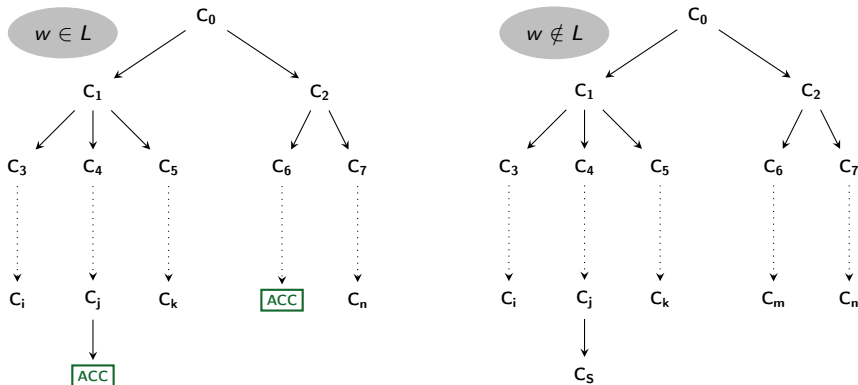 w ∈ L C₀ w ∉ L C₀
C₁ C₂ C₁ C₂
C₃ C₄ C₅ C₆ C₇ C₃ C₄ C₅ C₆ C₇
Cᵢ Cⱼ Cₖ ACC Cₙ Cᵢ Cⱼ Cₖ Cₘ Cₙ
ACC C_S